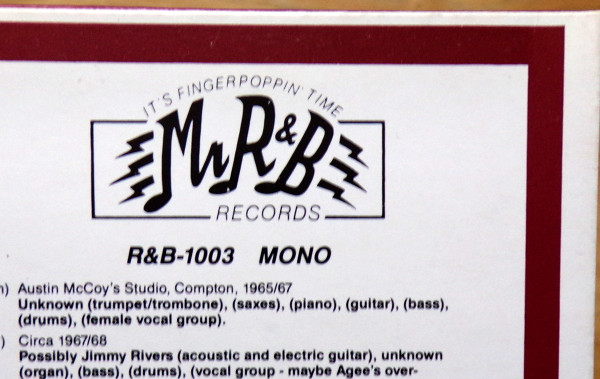 IT'S FINGERPOPPIN' TIME
Mr R&B
RECORDS
R&B-1003 MONO
) Austin McCoy's Studio, Compton, 1965/67
Unknown (trumpet/trombone), (saxes), (piano), (guitar), (bass),
(drums), (female vocal group).
) Circa 1967/68
Possibly Jimmy Rivers (acoustic and electric guitar), unknown
(organ), (bass), (drums), (vocal group - maybe Agee's over-